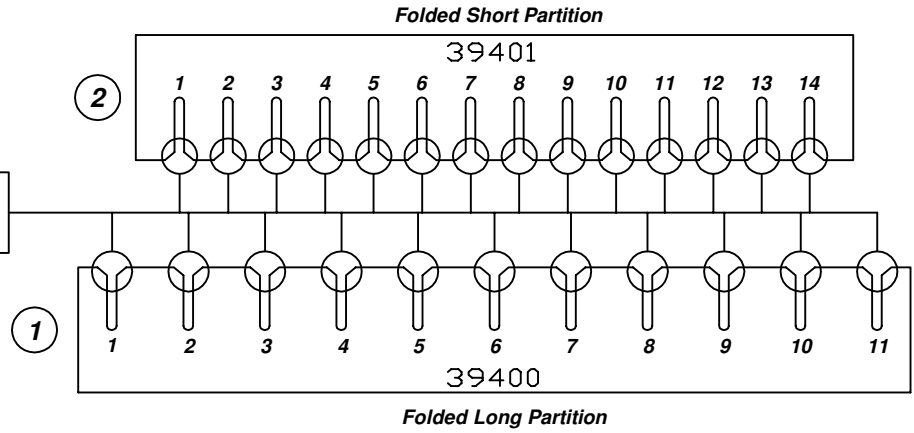 Folded Short Partition
39401
1 2 3 4 5 6 7 8 9 10 11 12 13 14
2
1
1 2 3 4 5 6 7 8 9 10 11
39400
Folded Long Partition